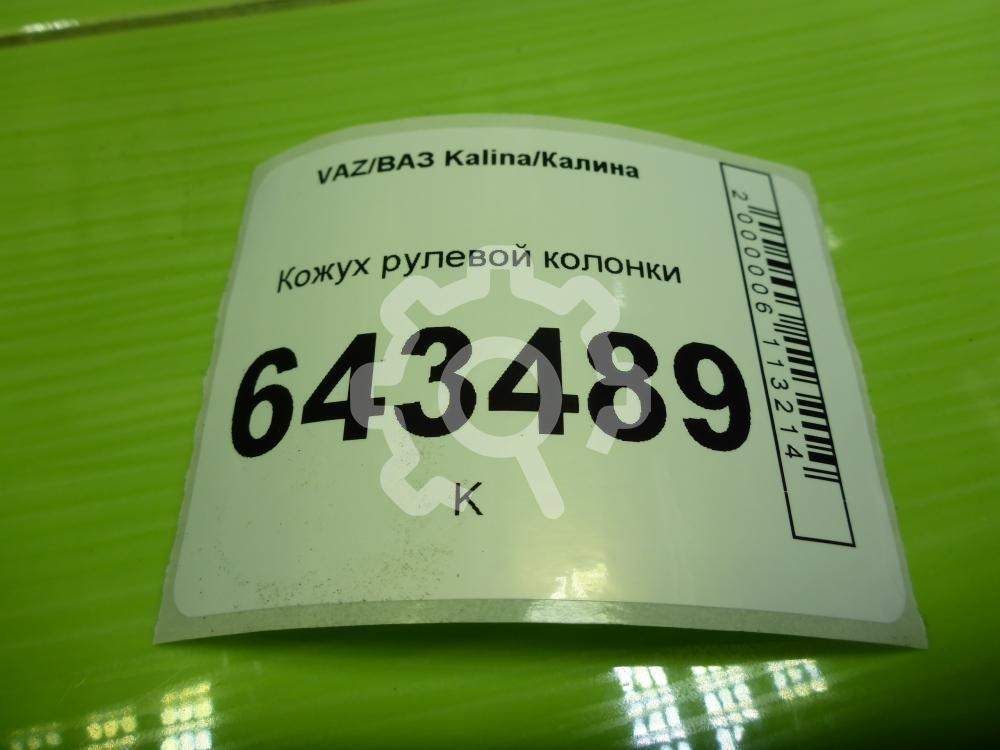 VAZ/ВАЗ Kalina/Калина
Кожух рулевой колонки
643489
К
2000006113214